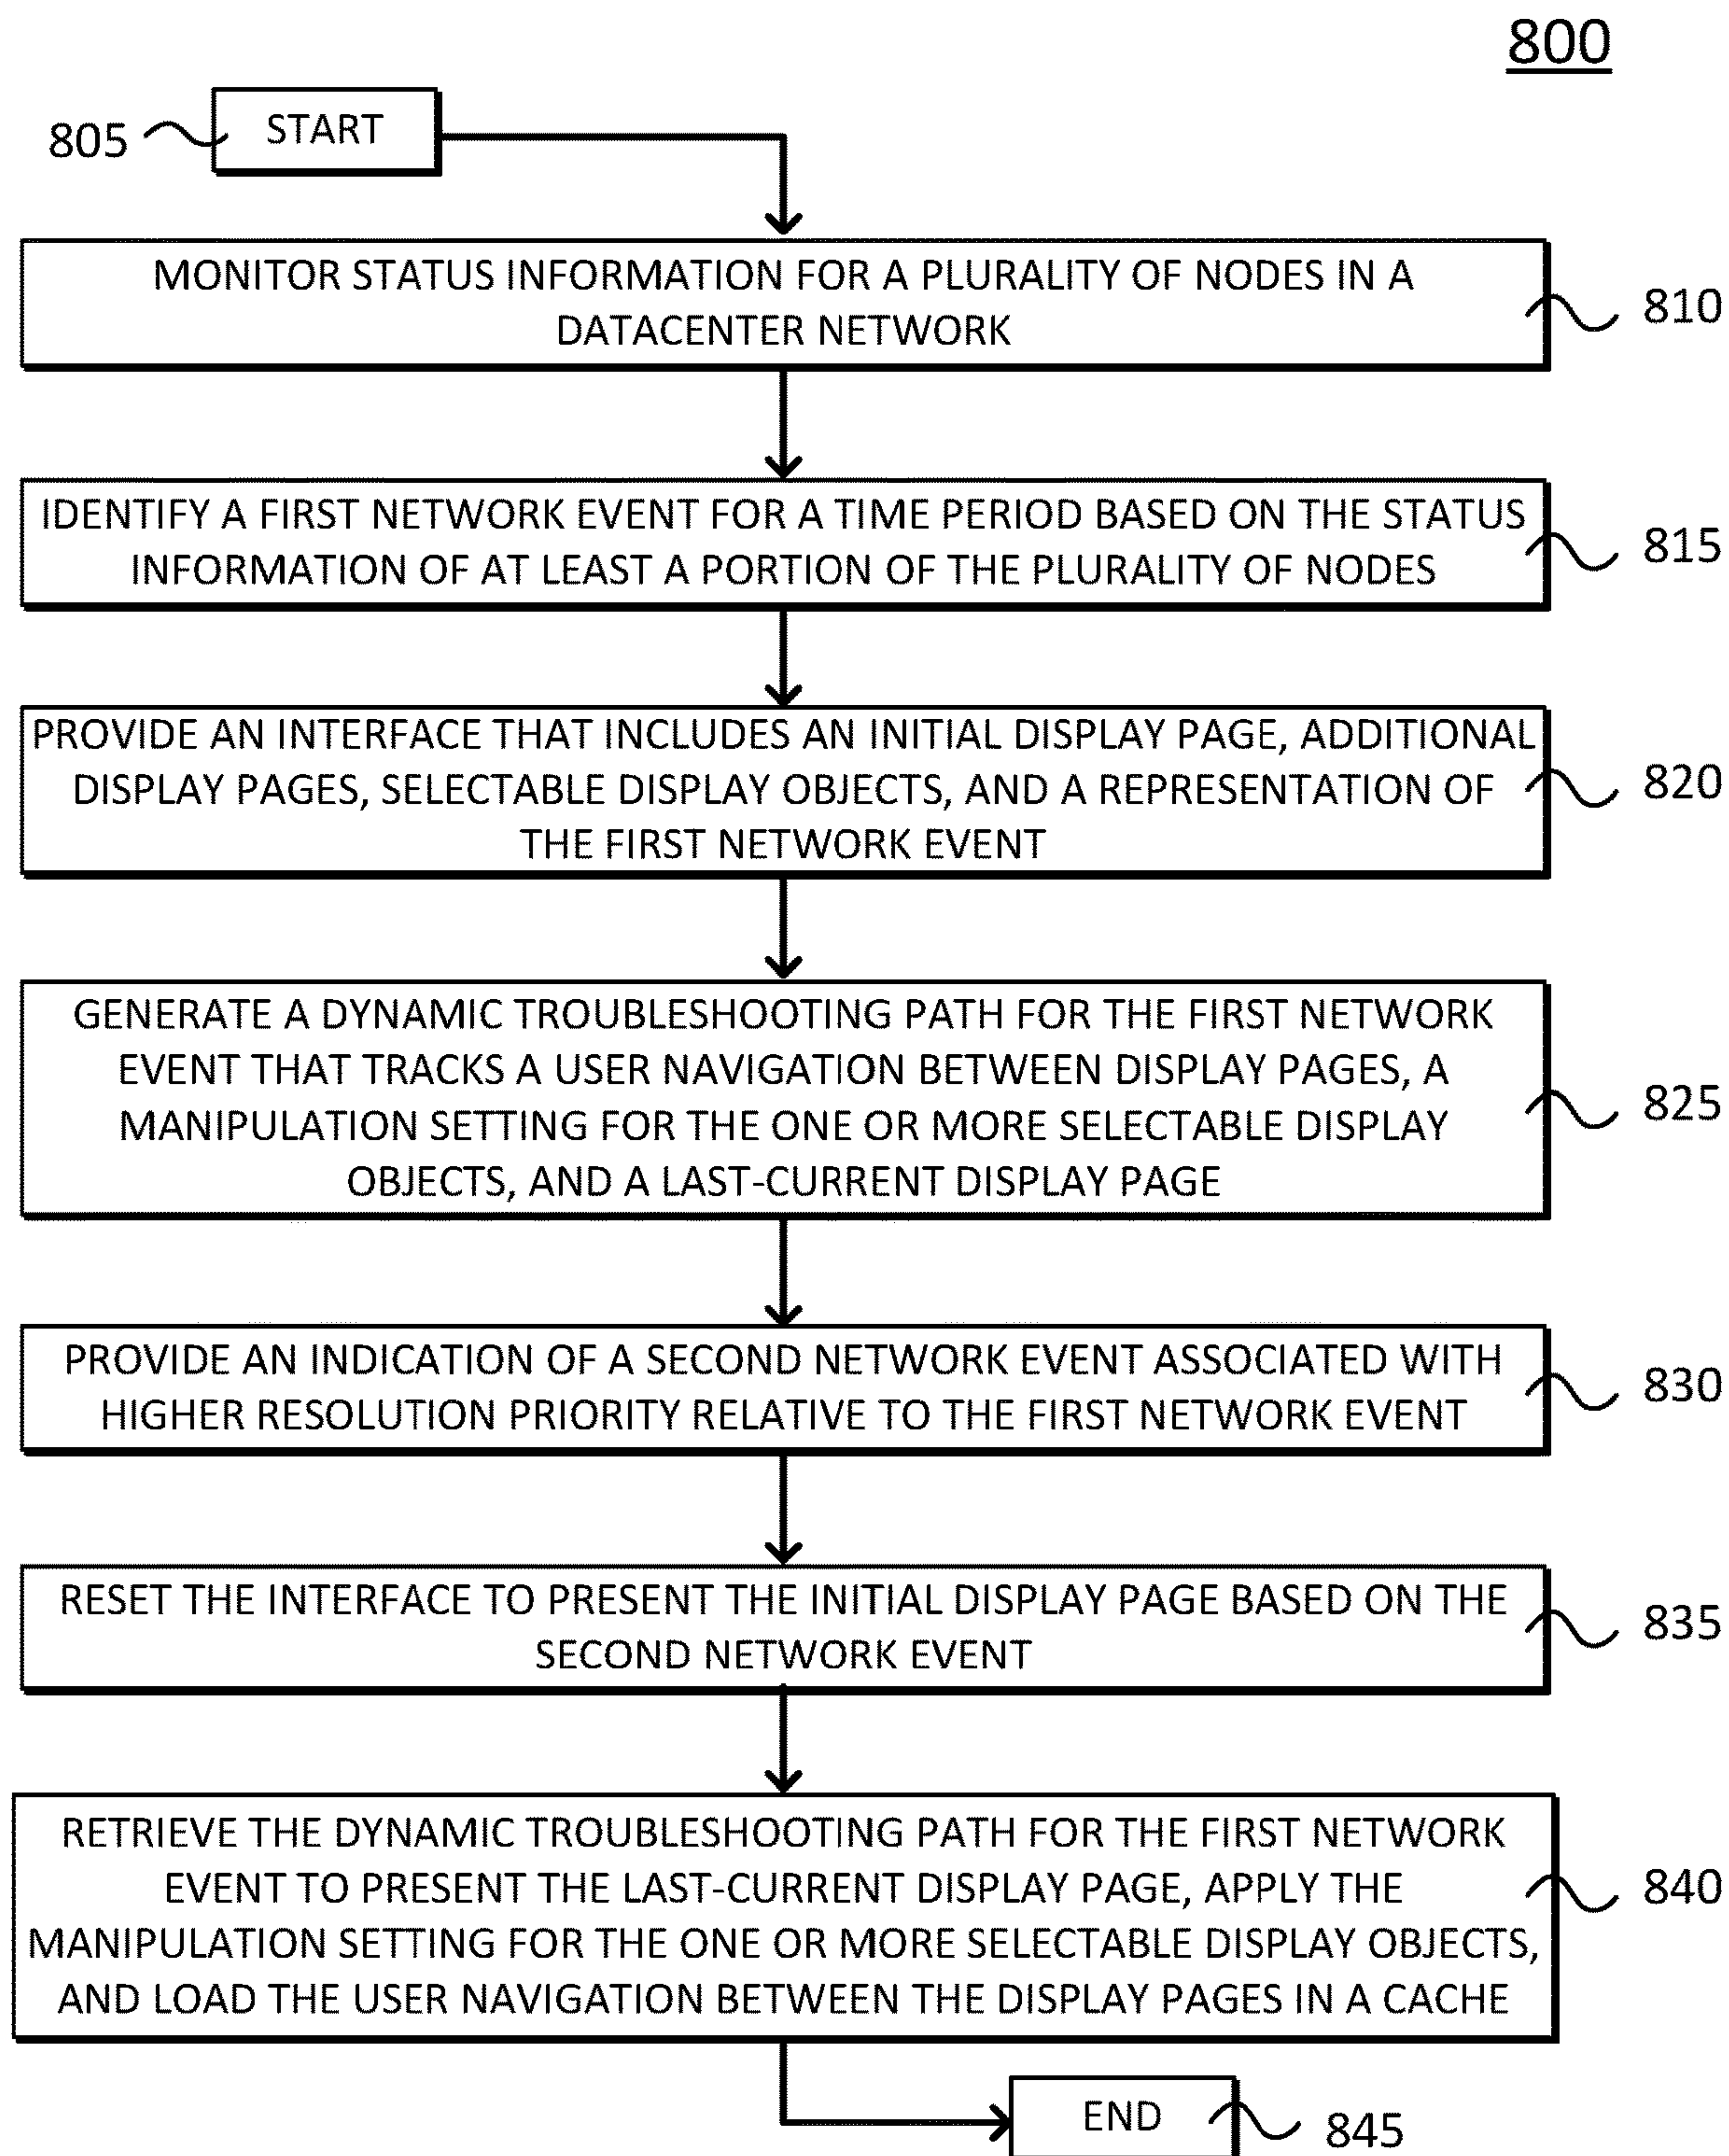 800
805
START
MONITOR STATUS INFORMATION FOR A PLURALITY OF NODES IN A
DATACENTER NETWORK
810
IDENTIFY A FIRST NETWORK EVENT FOR A TIME PERIOD BASED ON THE STATUS
INFORMATION OF AT LEAST A PORTION OF THE PLURALITY OF NODES
815
PROVIDE AN INTERFACE THAT INCLUDES AN INITIAL DISPLAY PAGE, ADDITIONAL
DISPLAY PAGES, SELECTABLE DISPLAY OBJECTS, AND A REPRESENTATION OF
THE FIRST NETWORK EVENT
820
GENERATE A DYNAMIC TROUBLESHOOTING PATH FOR THE FIRST NETWORK
EVENT THAT TRACKS A USER NAVIGATION BETWEEN DISPLAY PAGES, A
MANIPULATION SETTING FOR THE ONE OR MORE SELECTABLE DISPLAY
OBJECTS, AND A LAST-CURRENT DISPLAY PAGE
825
PROVIDE AN INDICATION OF A SECOND NETWORK EVENT ASSOCIATED WITH
HIGHER RESOLUTION PRIORITY RELATIVE TO THE FIRST NETWORK EVENT
830
RESET THE INTERFACE TO PRESENT THE INITIAL DISPLAY PAGE BASED ON THE
SECOND NETWORK EVENT
835
RETRIEVE THE DYNAMIC TROUBLESHOOTING PATH FOR THE FIRST NETWORK
EVENT TO PRESENT THE LAST-CURRENT DISPLAY PAGE, APPLY THE
MANIPULATION SETTING FOR THE ONE OR MORE SELECTABLE DISPLAY OBJECTS,
AND LOAD THE USER NAVIGATION BETWEEN THE DISPLAY PAGES IN A CACHE
840
END
845